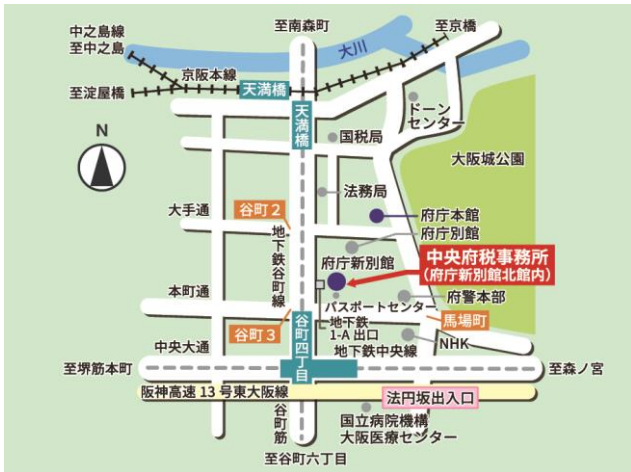 中之島線
至中之島
至南森町
大川
至京橋
京阪本線
至淀屋橋
天満橋
天満橋
ドーン
センター
N
国税局
大阪城公園
法務局
大手通
谷町2
府庁本館
府庁別館
地下鉄谷町線
府庁新別館
中央府税事務所
(府庁新別館北館内)
本町通
パスポートセンター
府警本部
谷町3
谷町四丁目
地下鉄
1-A 出口
馬場町
中央大通
地下鉄中央線
NHK
至堺筋本町
至森ノ宮
阪神高速 13 号東大阪線
法円坂出入口
谷町筋
国立病院機構
大阪医療センター
至谷町六丁目